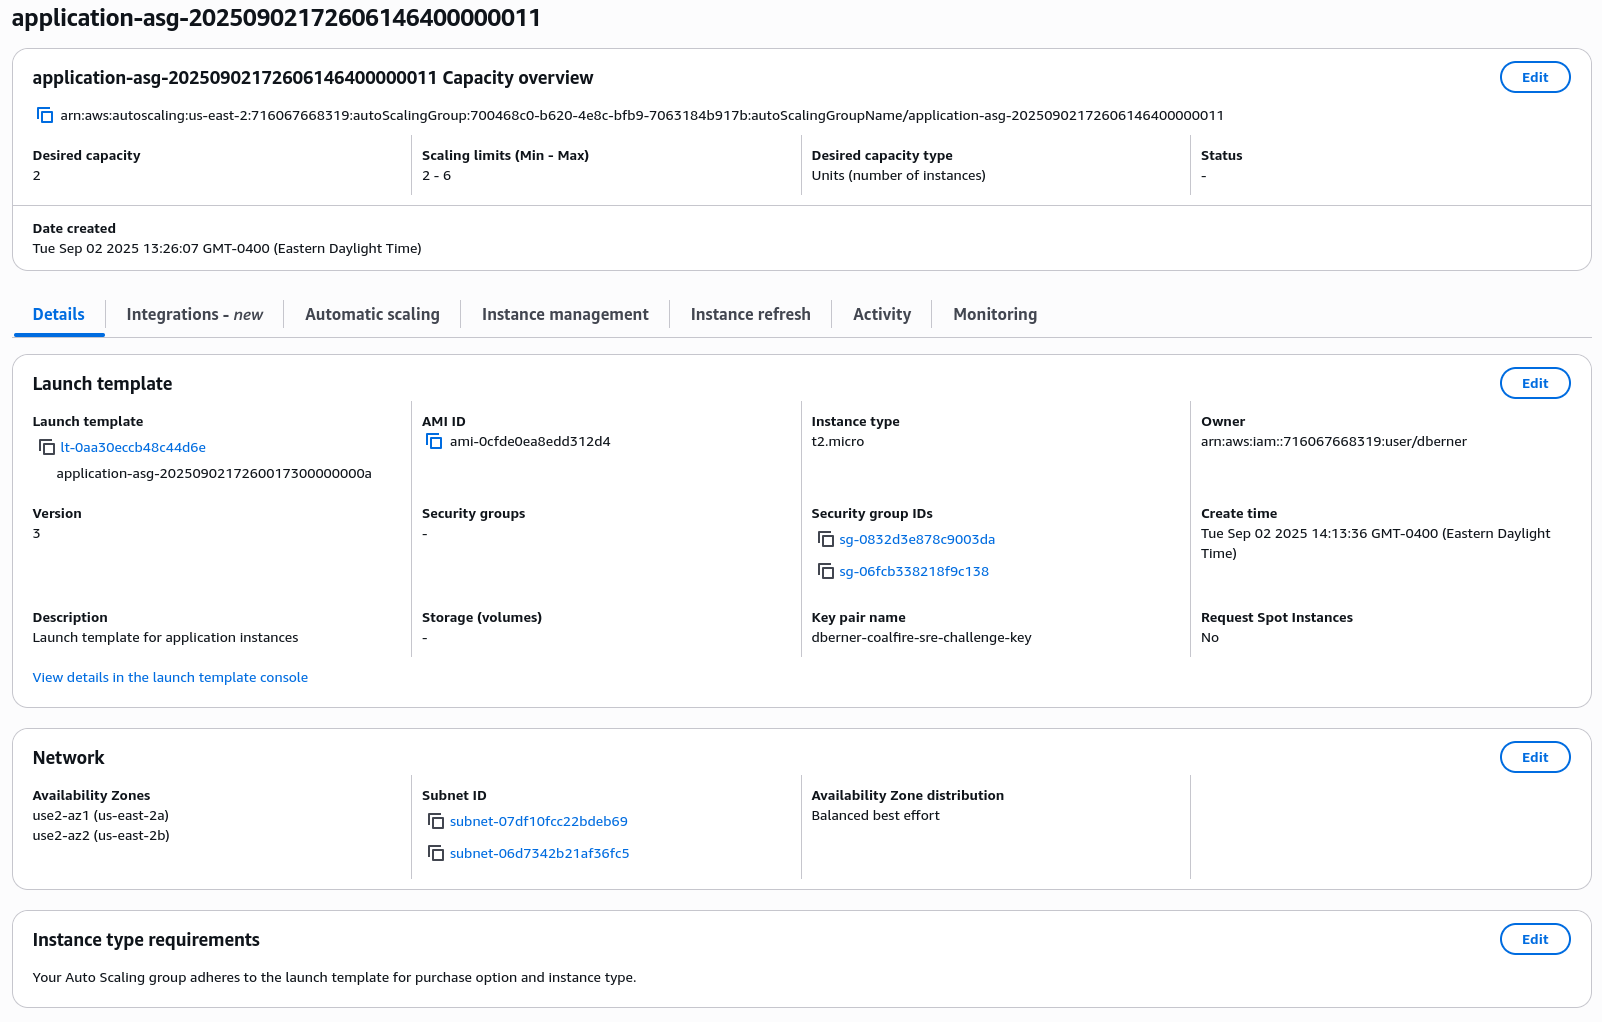 application-asg-20250902172606146400000011
application-asg-20250902172606146400000011 Capacity overview
Edit
arn:aws:autoscaling:us-east-2:716067668319:autoScalingGroup:700468c0-b620-4e8c-bfb9-7063184b917b:autoScalingGroupName/application-asg-20250902172606146400000011
Desired capacity
2
Scaling limits (Min - Max)
2 - 6
Desired capacity type
Units (number of instances)
Status
-
Date created
Tue Sep 02 2025 13:26:07 GMT-0400 (Eastern Daylight Time)
Details
Integrations - new
Automatic scaling
Instance management
Instance refresh
Activity
Monitoring
Launch template
Edit
Launch template
lt-0aa30eccb48c44d6e
application-asg-20250902172600173000000000a
AMI ID
ami-0cfde0ea8edd312d4
Instance type
t2.micro
Owner
arn:aws:iam::716067668319:user/dberner
Version
3
Security groups
-
Security group IDs
sg-0832d3e878c9003da
sg-06fcb338218f9c138
Create time
Tue Sep 02 2025 14:13:36 GMT-0400 (Eastern Daylight
Time)
Description
Launch template for application instances
Storage (volumes)
-
Key pair name
dberner-coalfire-sre-challenge-key
Request Spot Instances
No
View details in the launch template console
Network
Edit
Availability Zones
use2-az1 (us-east-2a)
use2-az2 (us-east-2b)
Subnet ID
subnet-07df10fcc22bdeb69
subnet-06d7342b21af36fc5
Availability Zone distribution
Balanced best effort
Instance type requirements
Edit
Your Auto Scaling group adheres to the launch template for purchase option and instance type.